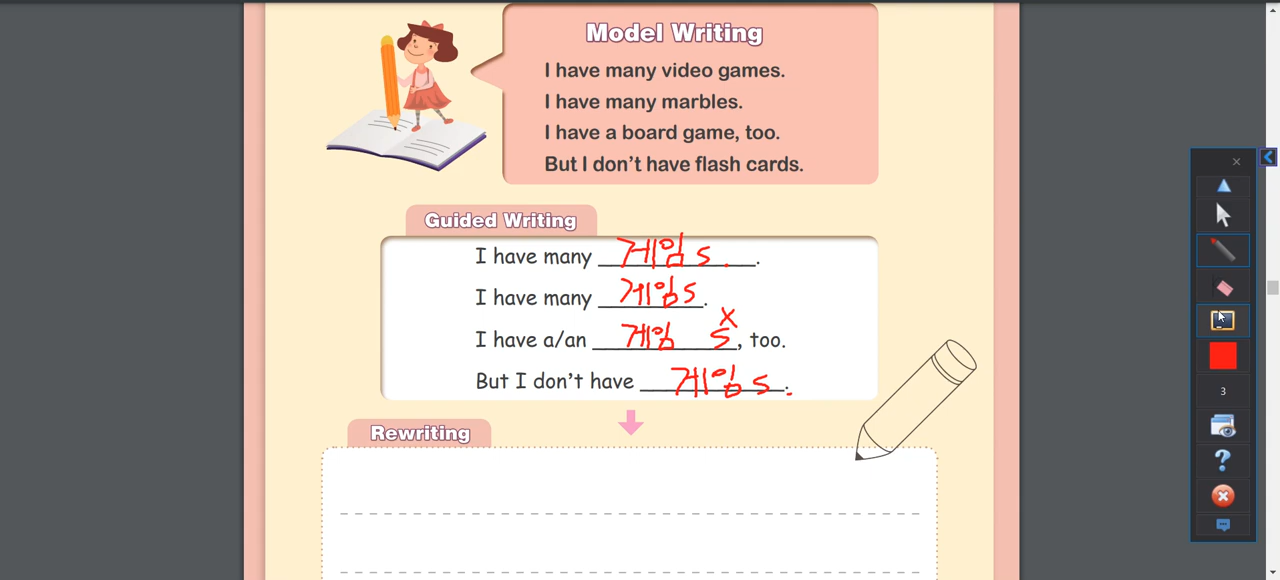 Model Writing
I have many video games.
I have many marbles.
I have a board game, too.
But I don't have flash cards.
Guided Writing
I have many 게임 s.
I have many 게임s.
X
I have a/an 게임 s, too.
But I don't have 게임s.
Rewriting
3